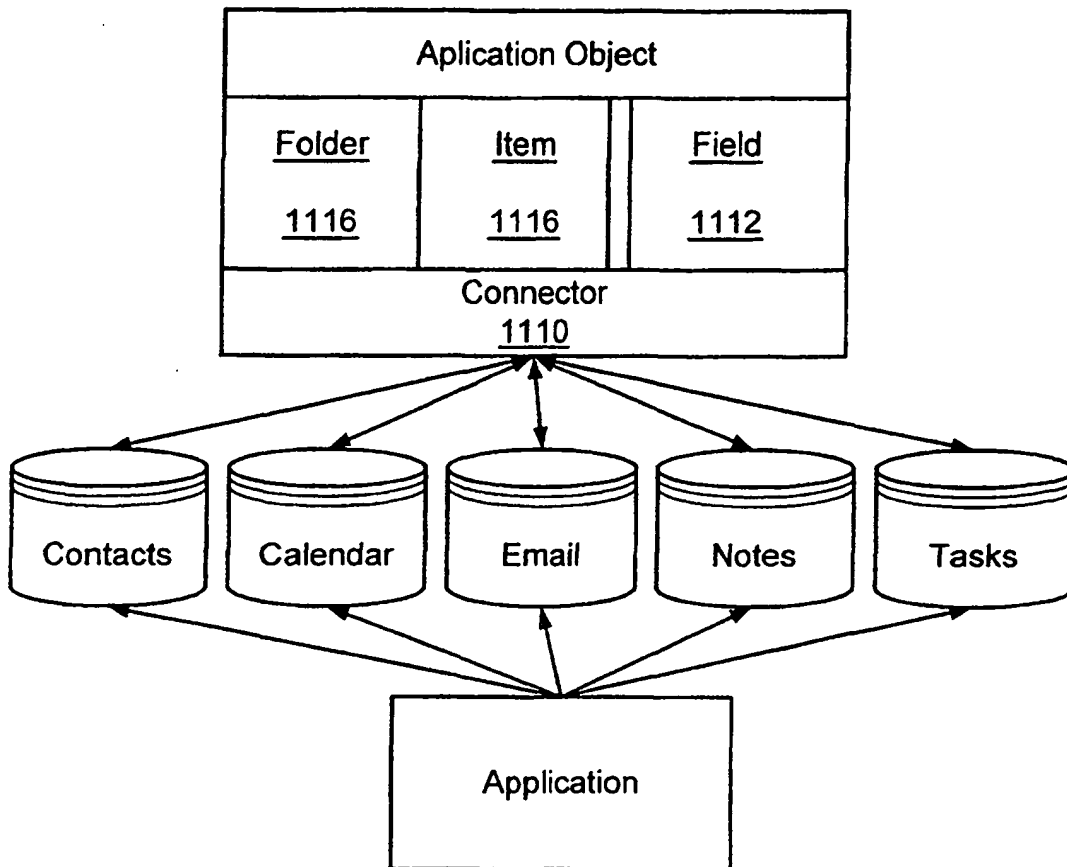 Aplication Object
Folder Item Field
1116 1116 1112
Connector
1110
Contacts Calendar Email Notes Tasks
Application